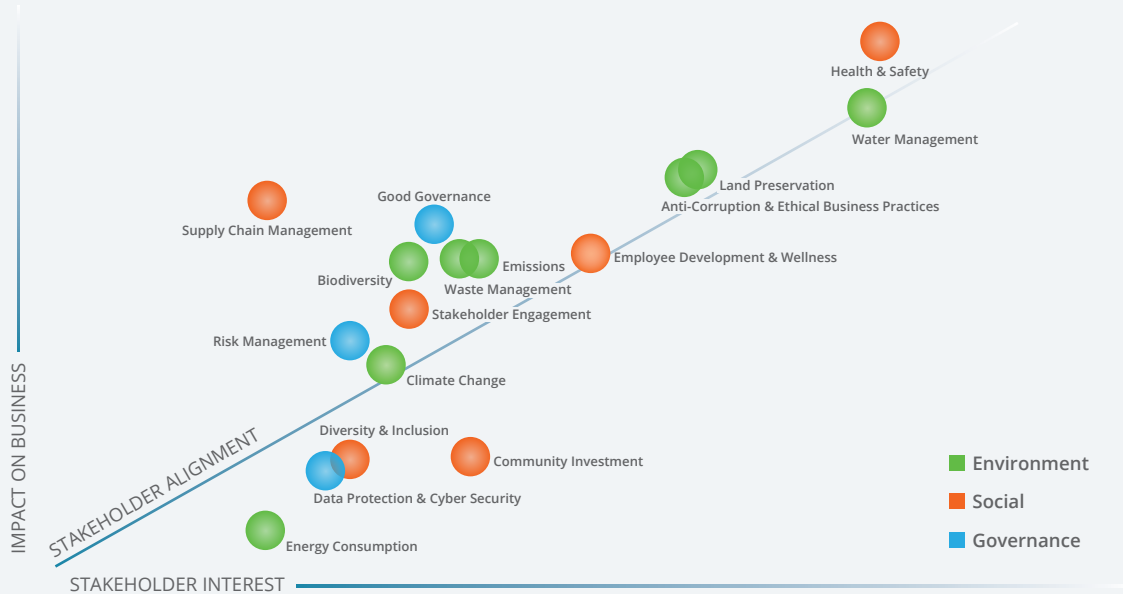 Health & Safety
Water Management
Land Preservation
Anti-Corruption & Ethical Business Practices
Good Governance
Supply Chain Management
Employee Development & Wellness
Emissions
Biodiversity
Waste Management
Stakeholder Engagement
Risk Management
Climate Change
Diversity & Inclusion
Community Investment
Data Protection & Cyber Security
Energy Consumption
IMPACT ON BUSINESS
STAKEHOLDER ALIGNMENT
STAKEHOLDER INTEREST
Environment
Social
Governance